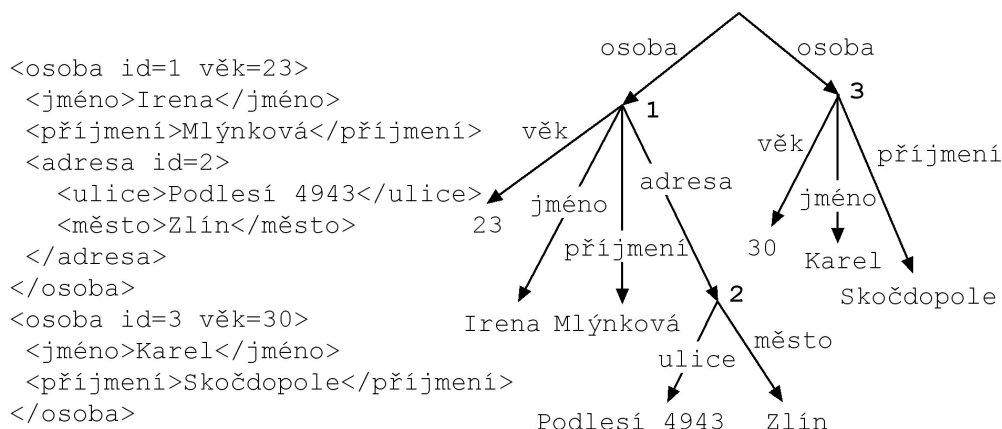 <osoba id=1 věk=23>
<jméno>Irena</jméno>
<příjmení>Mlýnková</příjmení>
<adresa id=2>
<ulice>Podlesí 4943</ulice>
<město>Zlín</město>
</adresa>
</osoba>
<osoba id=3 věk=30>
<jméno>Karel</jméno>
<příjmení>Skočdopole</příjmení>
</osoba>
osoba osoba
1 3
věk věk příjmení
adresa
jméno jméno
23 30
příjmení Karel
2 Skočdopole
Irena Mlýnková
ulice město
Podlesí 4943 Zlín